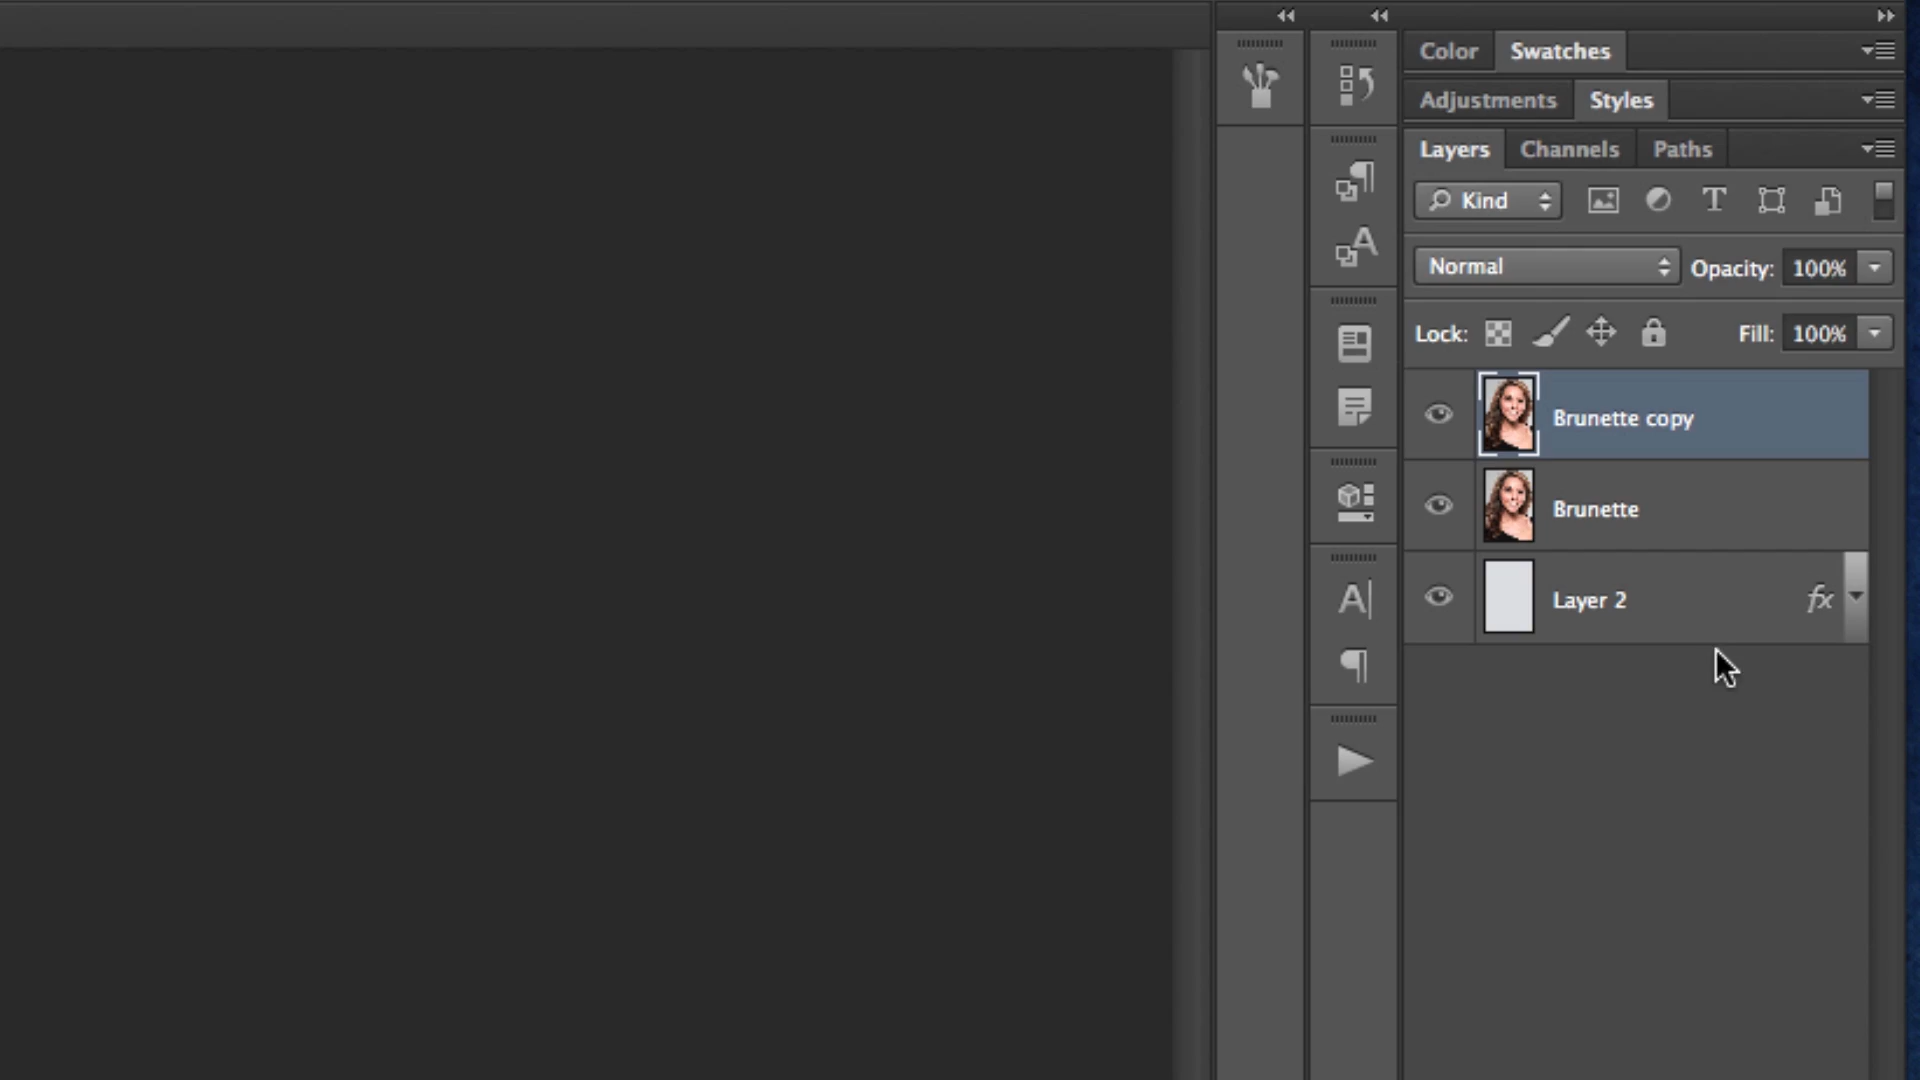 Color Swatches
Adjustments Styles
Layers Channels Paths
Kind T
Normal Opacity: 100%
Lock: Fill: 100%
Brunette copy
Brunette
Layer 2 fx